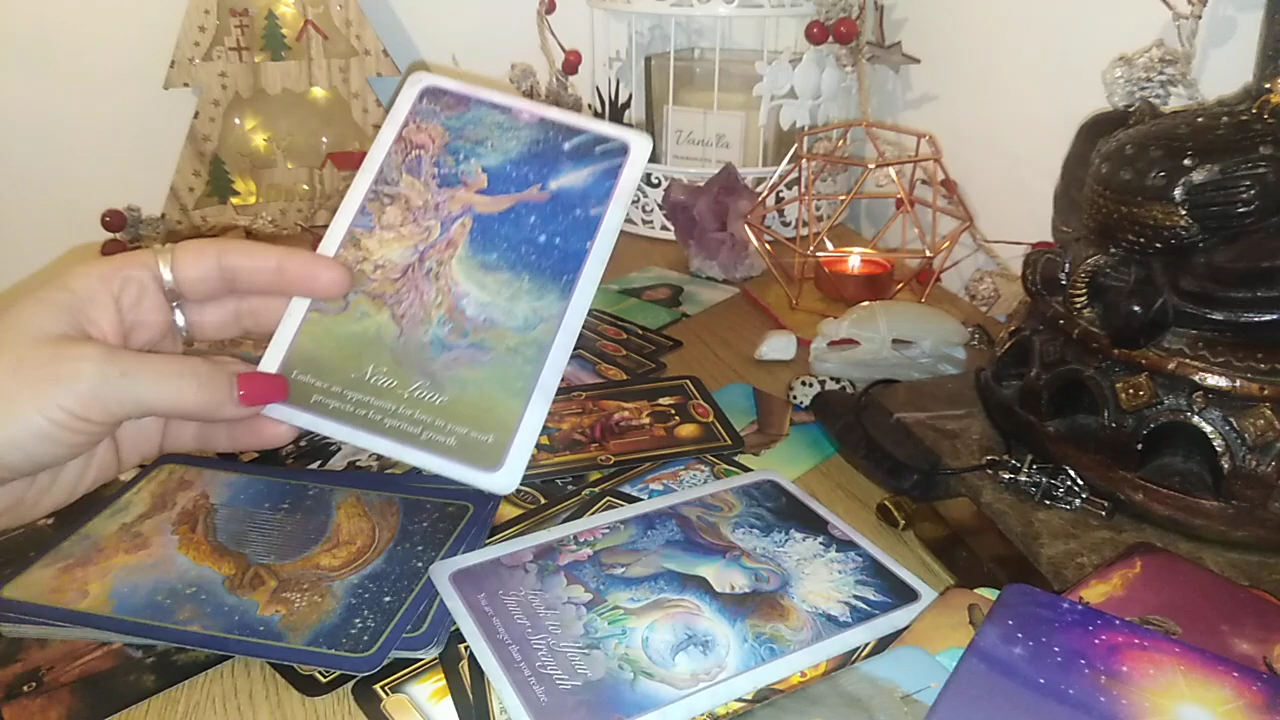 Vanilla
New Love
Embrace an opportunity for love in your work
prospects or for spiritual growth
Look to Your
Inner Strength
You are stronger than you realize.